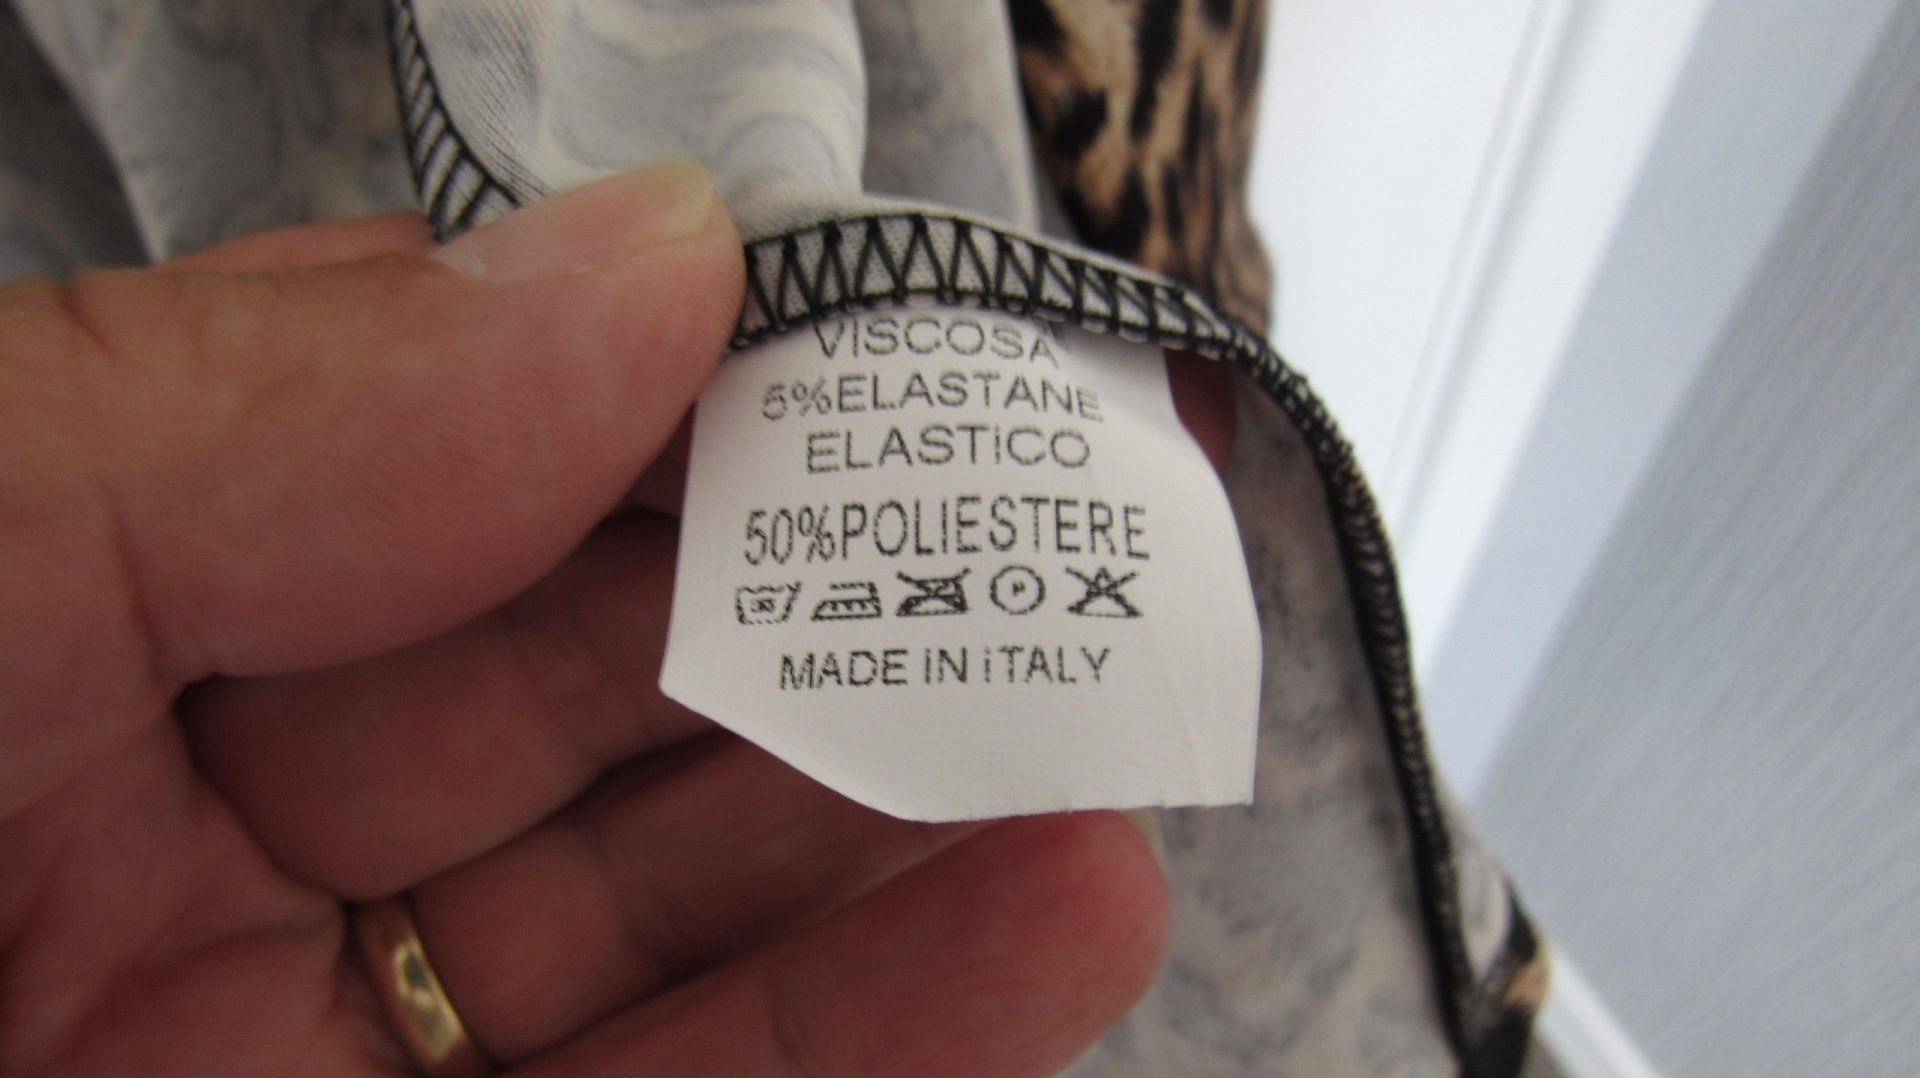 VISCOSA
5%ELASTANE
ELASTiCO
50%POLIESTERE
P
MADE iN iTALY